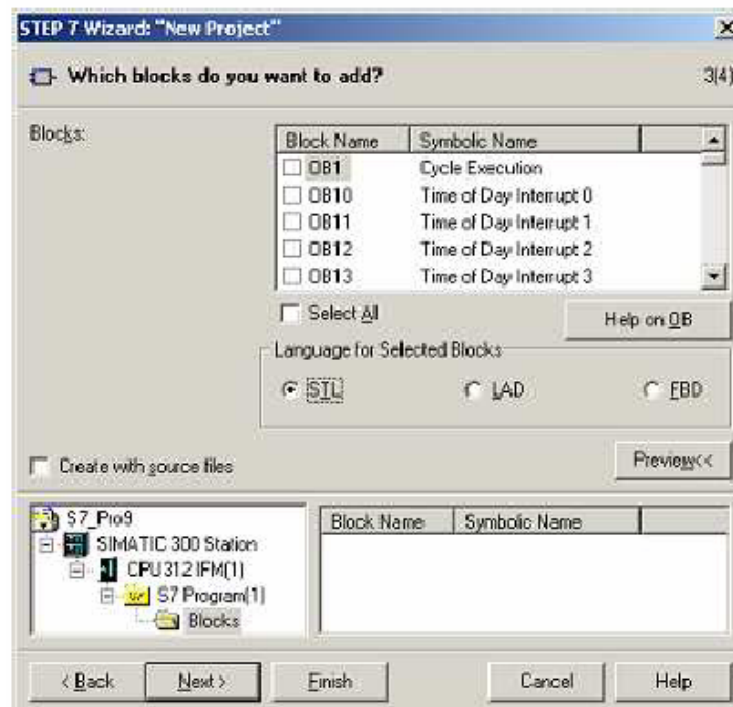 STEP 7 Wizard: "New Project"
Which blocks do you want to add? 3(4)
Blocks:
Block Name Symbolic Name
OB1 Cycle Execution
OB10 Time of Day Interrupt 0
OB11 Time of Day Interrupt 1
OB12 Time of Day Interrupt 2
OB13 Time of Day Interrupt 3
Select All
Help on OB
Language for Selected Blocks
STL LAD FBD
Create with source files
Preview<<
S7_Pro9
SIMATIC 300 Station
CPU312 IFM(1)
S7 Program(1)
Blocks
Block Name Symbolic Name
< Back Next > Finish Cancel Help